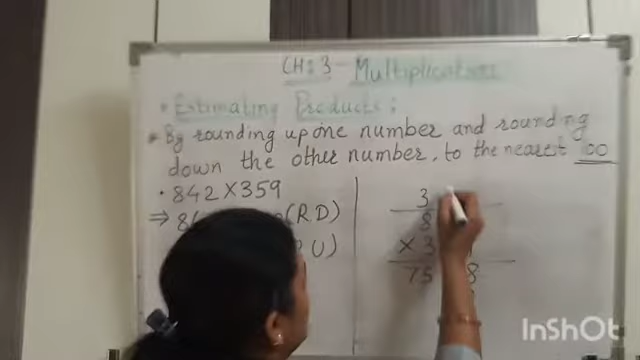 CH: 3 - Multiplication
• Estimating Products:
• By rounding up one number and rounding
down the other number, to the nearest 100
• 842 X 359
⇒ 8 (R.D)
U)
3
8
× 3
75 8
InShOt